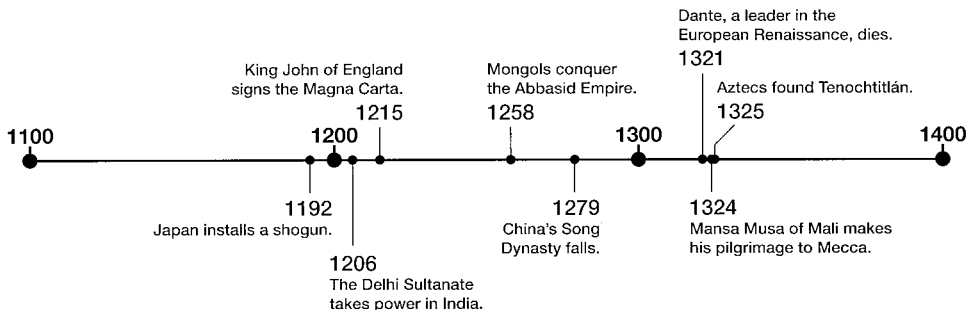 Dante, a leader in the
European Renaissance, dies.
1321
King John of England
signs the Magna Carta.
1215
Mongols conquer
the Abbasid Empire.
1258
Aztecs found Tenochtitlán.
1325
1100
1200
1300
1400
1192
Japan installs a shogun.
1206
The Delhi Sultanate
takes power in India.
1279
China's Song
Dynasty falls.
1324
Mansa Musa of Mali makes
his pilgrimage to Mecca.